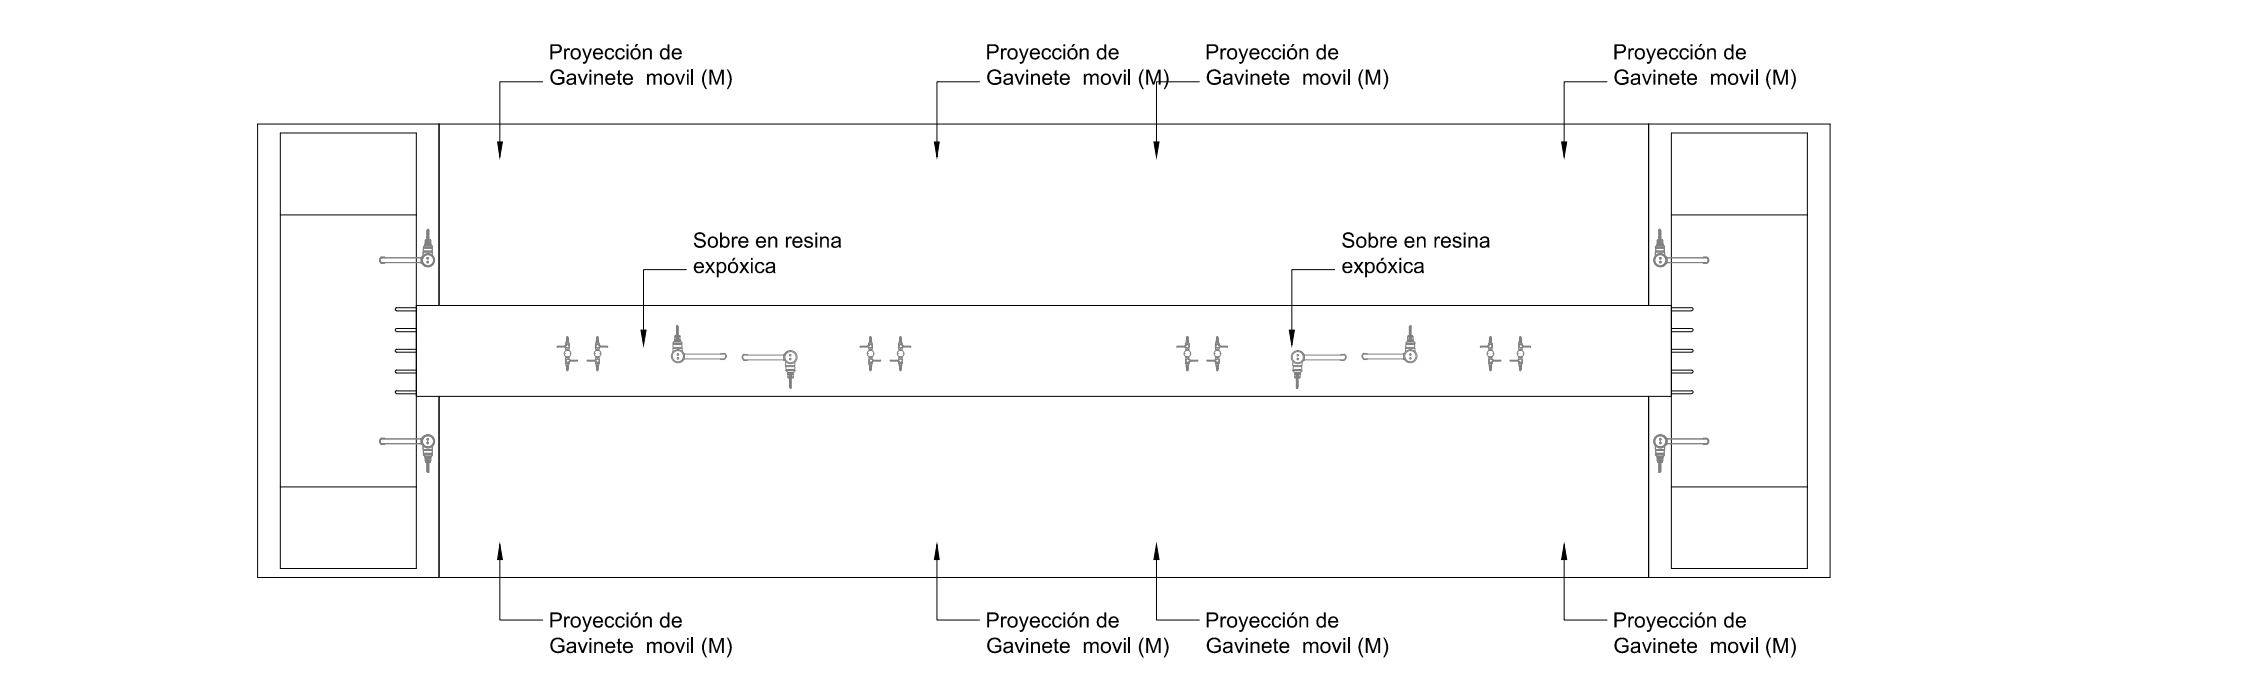 Proyección de
Gavinete movil (M)
Proyección de
Gavinete movil (M)
Proyección de
Gavinete movil (M)
Proyección de
Gavinete movil (M)
Sobre en resina
expóxica
Sobre en resina
expóxica
Proyección de
Gavinete movil (M)
Proyección de
Gavinete movil (M)
Proyección de
Gavinete movil (M)
Proyección de
Gavinete movil (M)